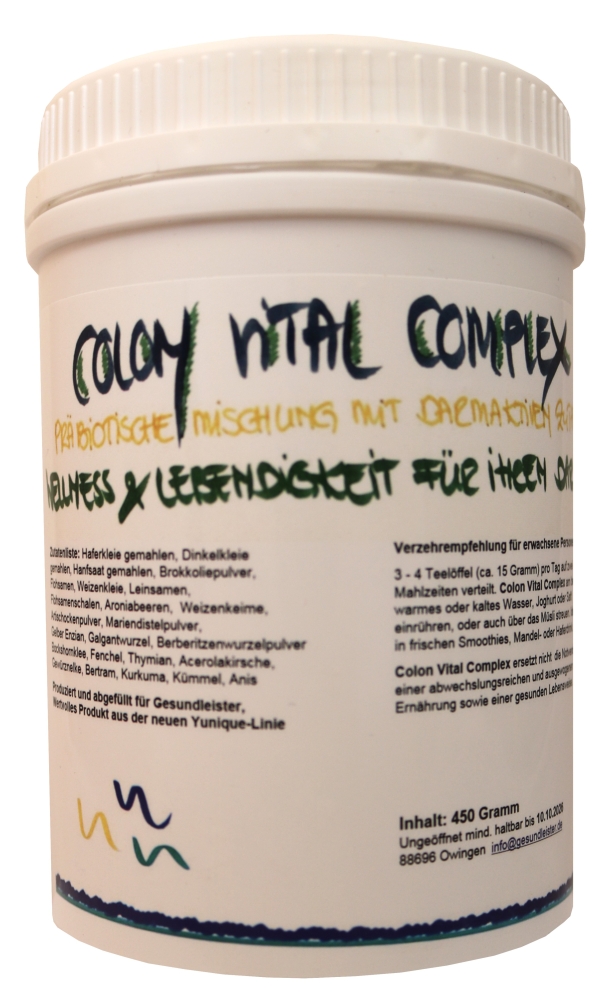 COLON VITAL COMPLEX
PRÄBIOTISCHE MISCHUNG MIT DARMAKTIVEN
WELLNESS & LEBENDIGKEIT FÜR IHREN
Zutatenliste: Haferkleie gemahlen, Dinkelkleie
gemahlen, Hanfsaat gemahlen, Brokkoliepulver,
Flohsamen, Weizenkleie, Leinsamen,
Flohsamenschalen, Aroniabeeren, Weizenkeime,
Artischockenpulver, Mariendistelpulver,
Gelber Enzian, Galgantwurzel, Berberitzenwurzelpulver
Bockshornklee, Fenchel, Thymian, Acerolakirsche,
Gewürznelke, Bertram, Kurkuma, Kümmel, Anis
Produziert und abgefüllt für Gesundleister,
Wertvolles Produkt aus der neuen Yunique-Linie
Verzehrempfehlung für erwachsene
3 - 4 Teelöffel (ca. 15 Gramm) pro Tag auf
Mahlzeiten verteilt. Colon Vital Complex
warmes oder kaltes Wasser, Joghurt oder
einrühren, oder auch über das Müsli streuen.
in frischen Smoothies, Mandel- oder
Colon Vital Complex ersetzt nicht die
einer abwechslungsreichen und
Ernährung sowie einer gesunden
Inhalt: 450 Gramm
Ungeöffnet mind. haltbar bis 10.10.2026
88696 Owingen info@gesundleister.de